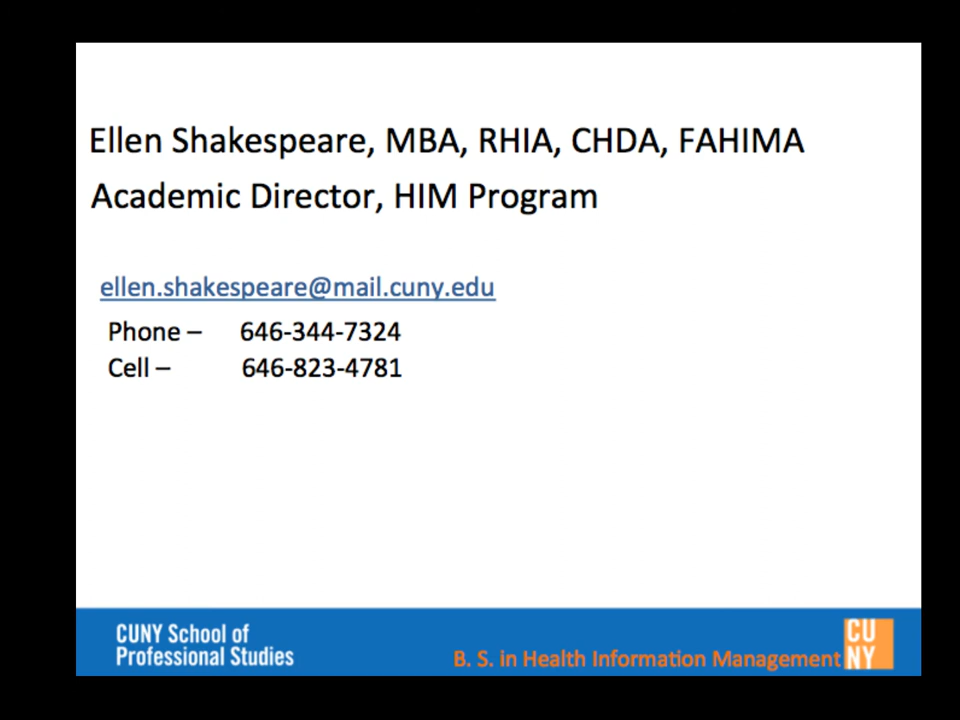 Ellen Shakespeare, MBA, RHIA, CHDA, FAHIMA
Academic Director, HIM Program
ellen.shakespeare@mail.cuny.edu
Phone – 646-344-7324
Cell – 646-823-4781
CUNY School of
Professional Studies
B. S. in Health Information Management
CU
NY